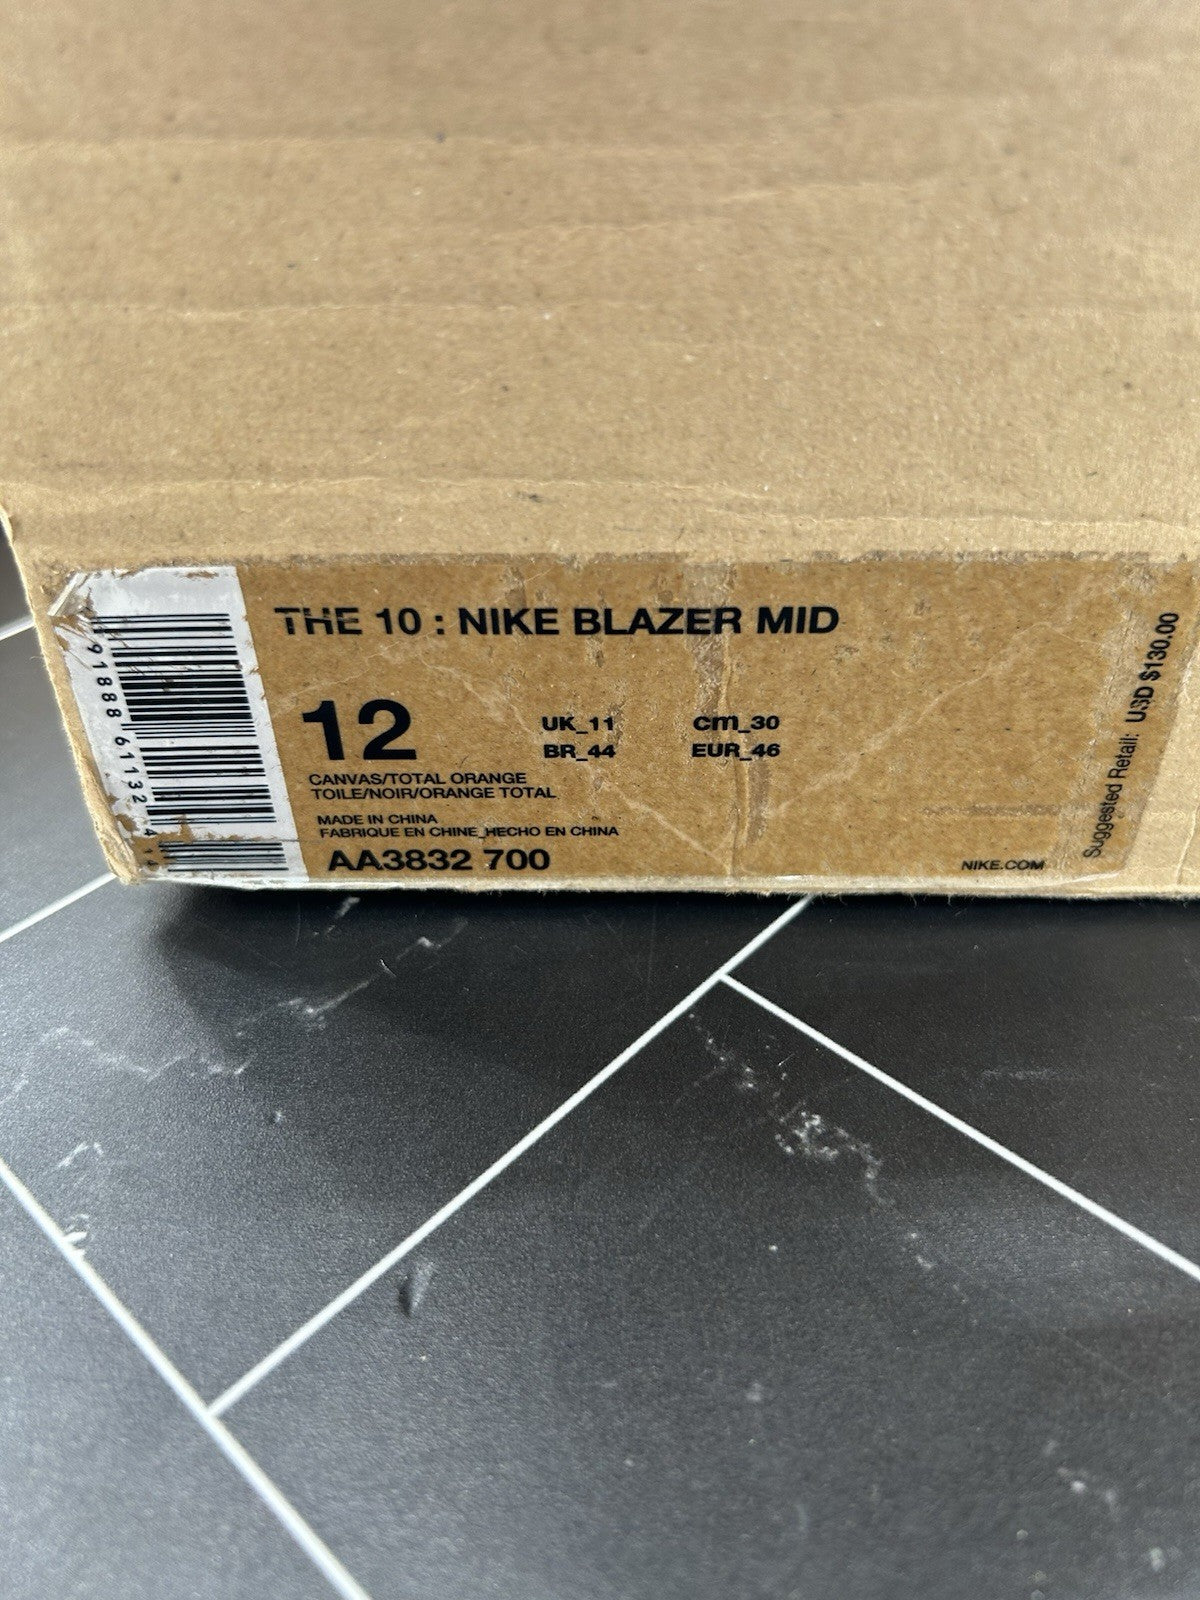 THE 10 : NIKE BLAZER MID
12
UK_11 cm_30
BR_44 EUR_46
CANVAS/TOTAL ORANGE
TOILE/NOIR/ORANGE TOTAL
MADE IN CHINA
FABRIQUE EN CHINE_HECHO EN CHINA
AA3832 700
NIKE.COM
Suggested Retail: USD $130.00
91888 61132 4